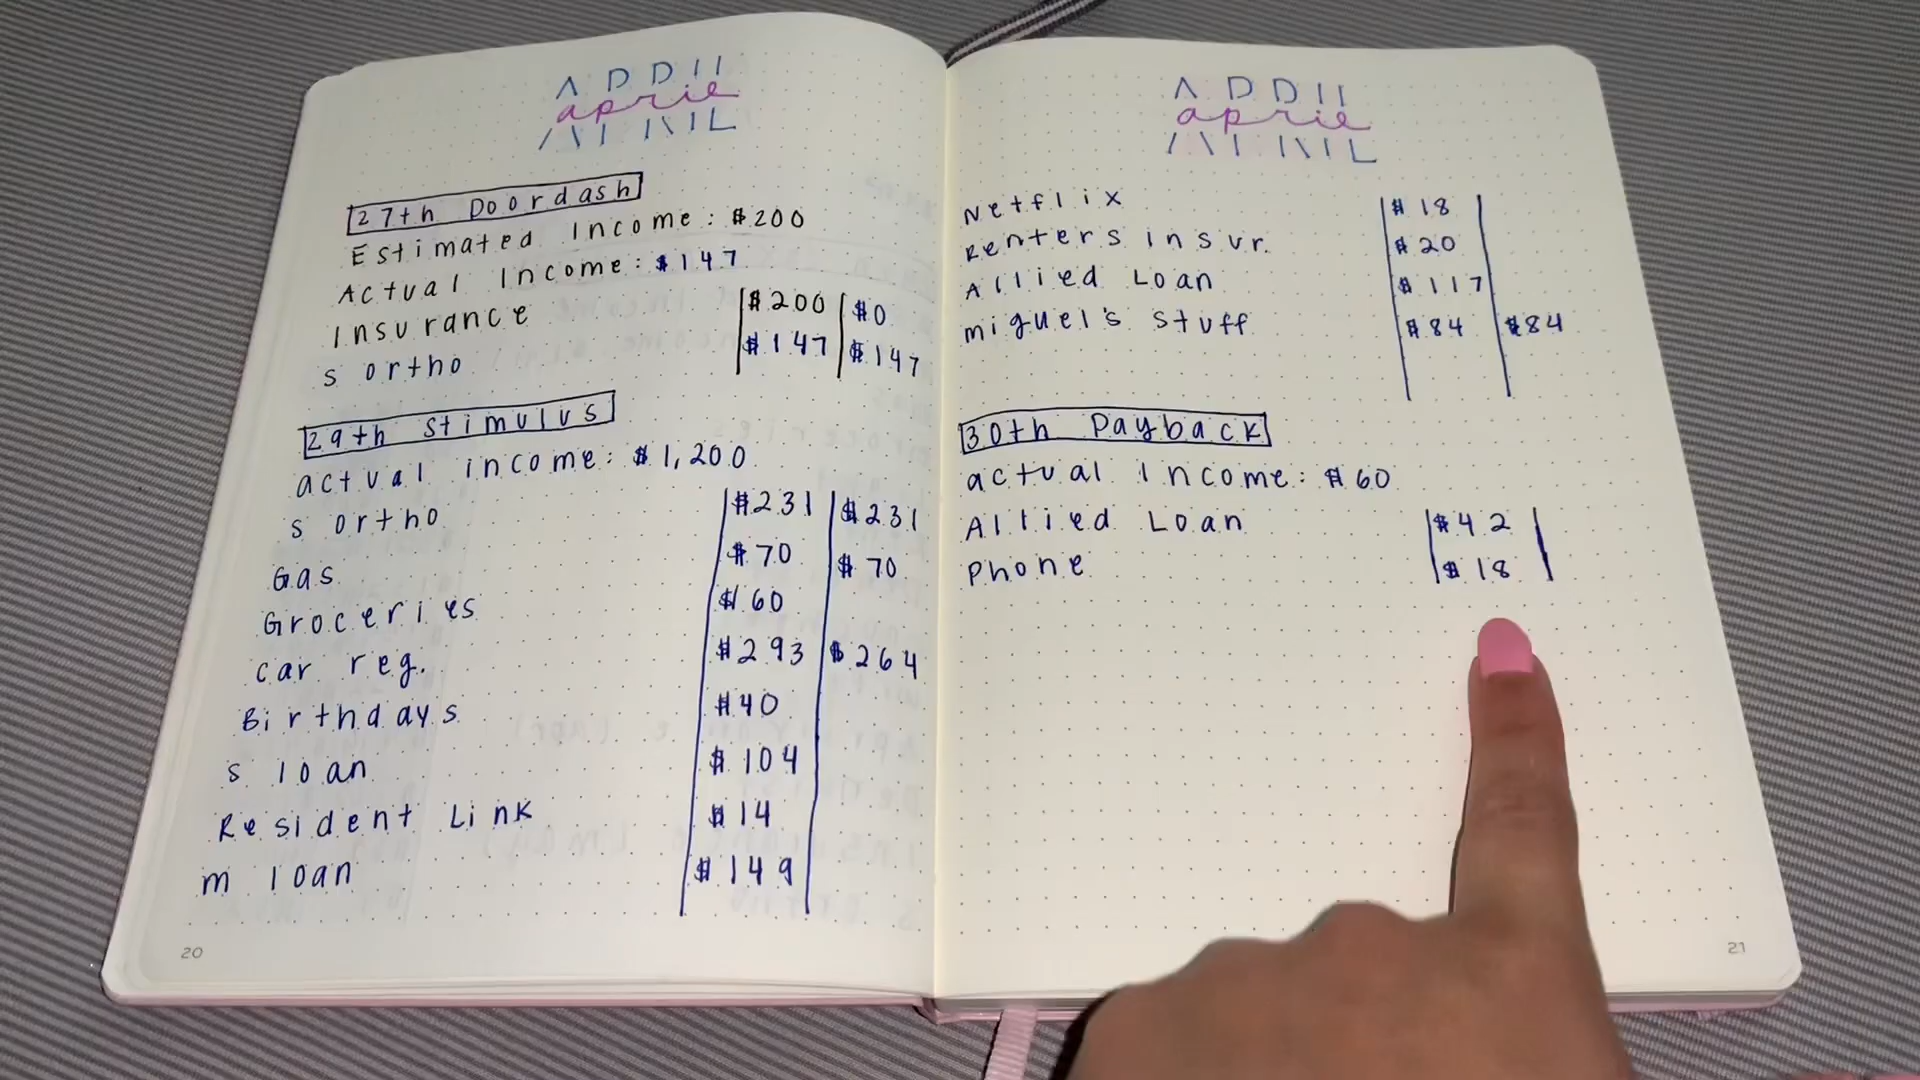 april
APRIL
27th Doordash
Estimated Income: $200
Actual Income: $147
Insurance $200 $0
s ortho $147 $147
29th Stimulus
actual income: $1,200
s ortho $231 $231
Gas $70 $70
Groceries $60
car reg. $293 $264
Birthdays $40
s loan $104
Resident Link $14
m loan $149
20
april
APRIL
Netflix $18
Renters insur. $20
Allied Loan $117
miguel's stuff $84 $84
30th Payback
actual Income: $60
Allied Loan $42
Phone $18
21